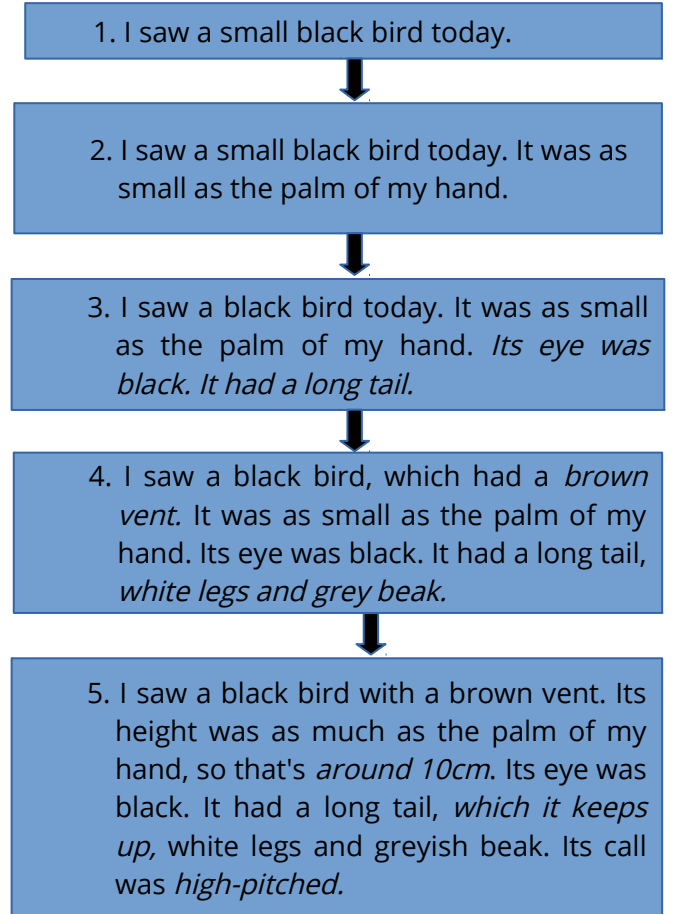 1. I saw a small black bird today.
2. I saw a small black bird today. It was as
small as the palm of my hand.
3. I saw a black bird today. It was as small
as the palm of my hand. Its eye was
black. It had a long tail.
4. I saw a black bird, which had a brown
vent. It was as small as the palm of my
hand. Its eye was black. It had a long tail,
white legs and grey beak.
5. I saw a black bird with a brown vent. Its
height was as much as the palm of my
hand, so that's around 10cm. Its eye was
black. It had a long tail, which it keeps
up, white legs and greyish beak. Its call
was high-pitched.